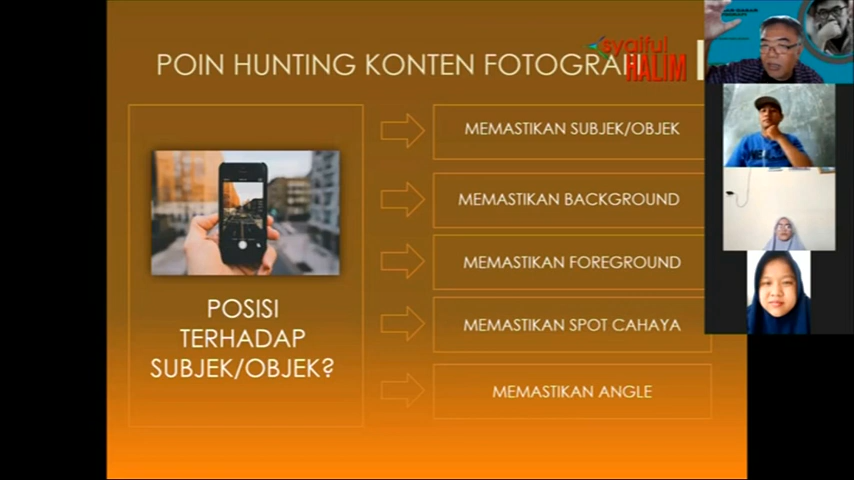 POIN HUNTING KONTEN FOTOGRAFI
syaiful
HALIM
POSISI
TERHADAP
SUBJEK/OBJEK?
MEMASTIKAN SUBJEK/OBJEK
MEMASTIKAN BACKGROUND
MEMASTIKAN FOREGROUND
MEMASTIKAN SPOT CAHAYA
MEMASTIKAN ANGLE